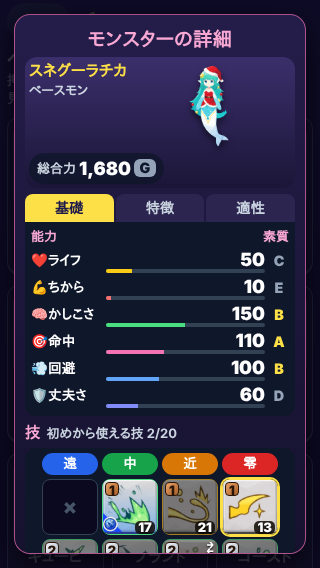 モンスターの詳細
スネグーラチカ
ベースモン
総合力 1,680 G
基礎 特徴 適性
能力 素質
ライフ 50 C
ちから 10 E
かしこさ 150 B
命中 110 A
回避 100 B
丈夫さ 60 D
技 初めから使える技 2/20
遠 中 近 零
× 1 17 1 21 1 13
2 2 2 2